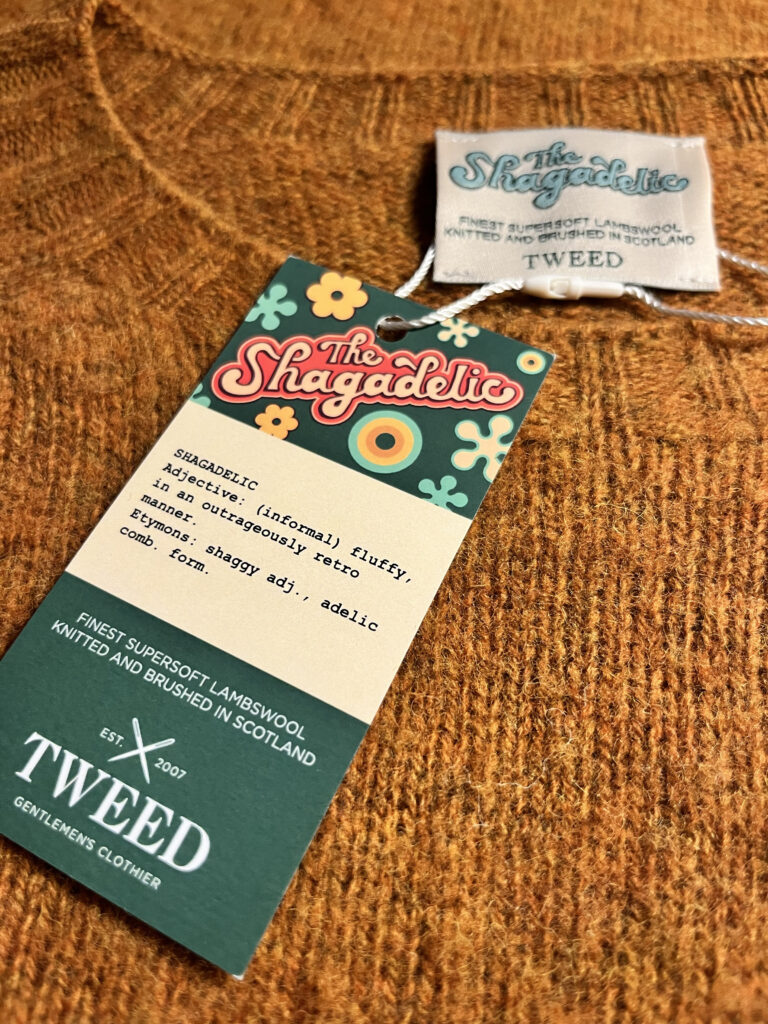 The
Shagadelic
FINEST SUPERSOFT LAMBSWOOL
KNITTED AND BRUSHED IN SCOTLAND
TWEED
The
Shagadelic
SHAGADELIC
Adjective: (informal) fluffy,
in an outrageously retro
manner.
Etymons: shaggy adj., adelic
comb. form.
FINEST SUPERSOFT LAMBSWOOL
KNITTED AND BRUSHED IN SCOTLAND
EST. 2007
TWEED
GENTLEMEN'S CLOTHIER